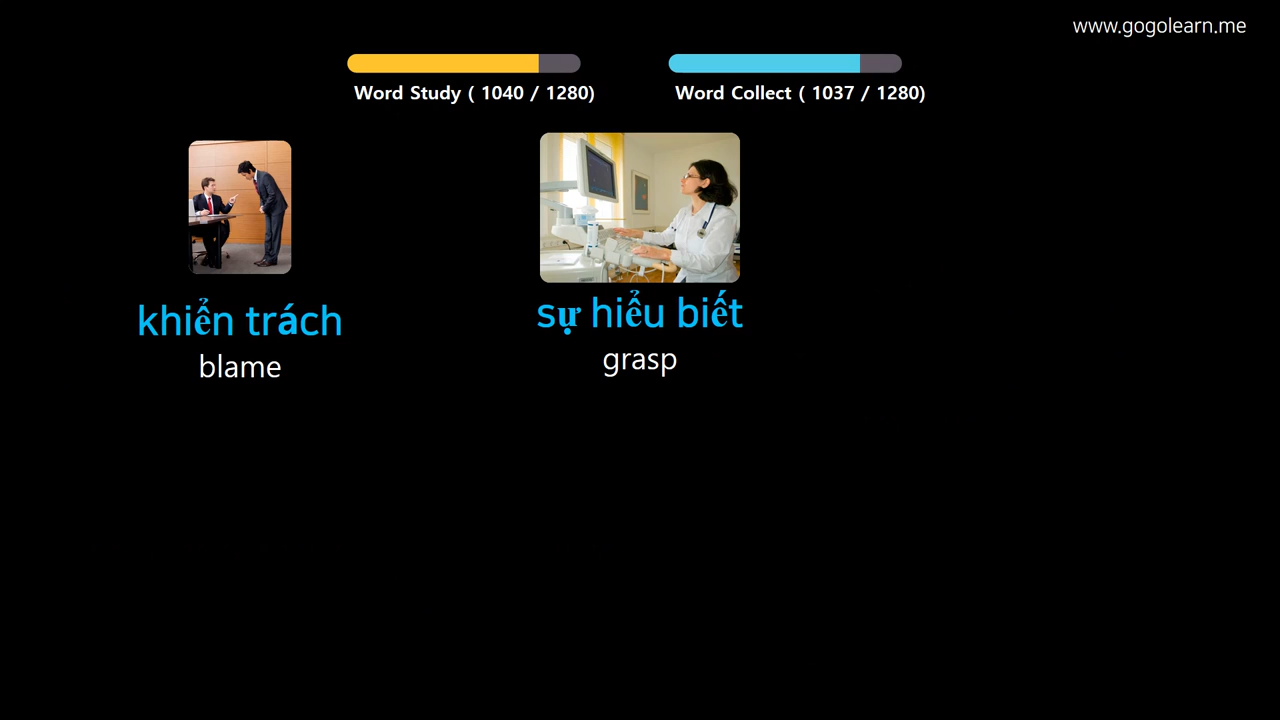 www.gogolearn.me
Word Study ( 1040 / 1280)
Word Collect ( 1037 / 1280)
khiển trách
blame
sự hiểu biết
grasp